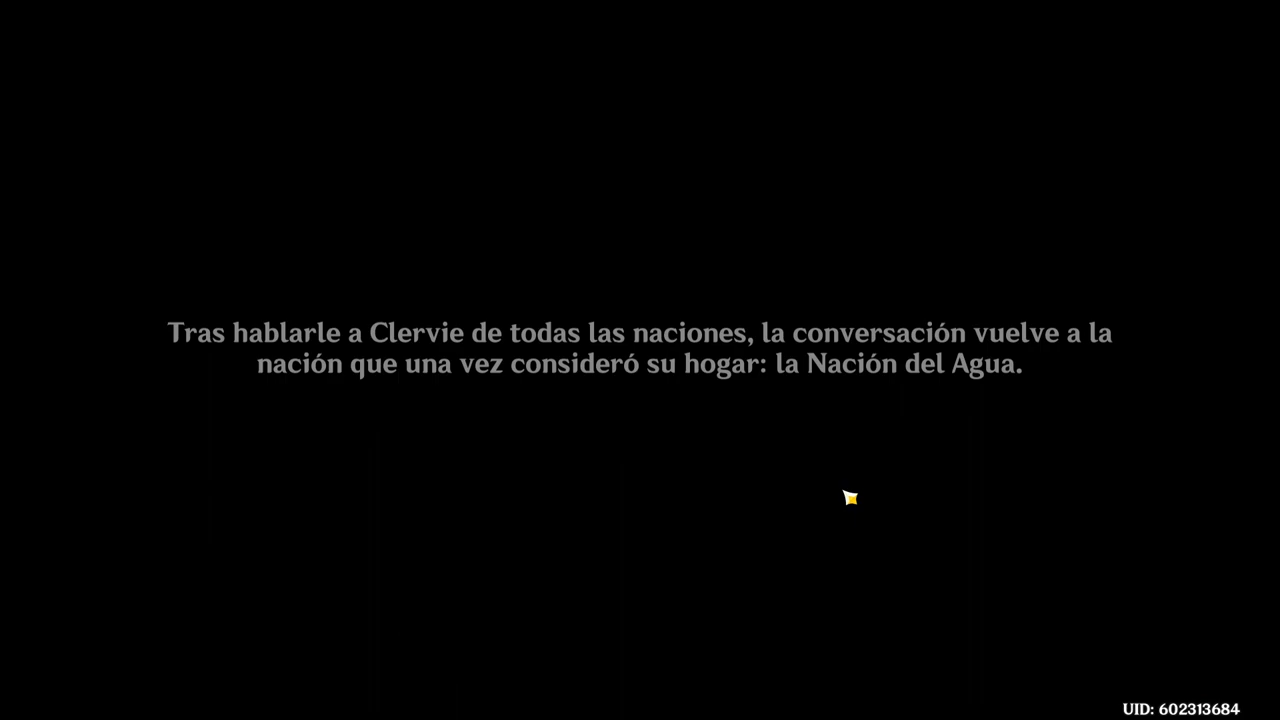 Tras hablarle a Clervie de todas las naciones, la conversación vuelve a la
nación que una vez consideró su hogar: la Nación del Agua.
UID: 602313684